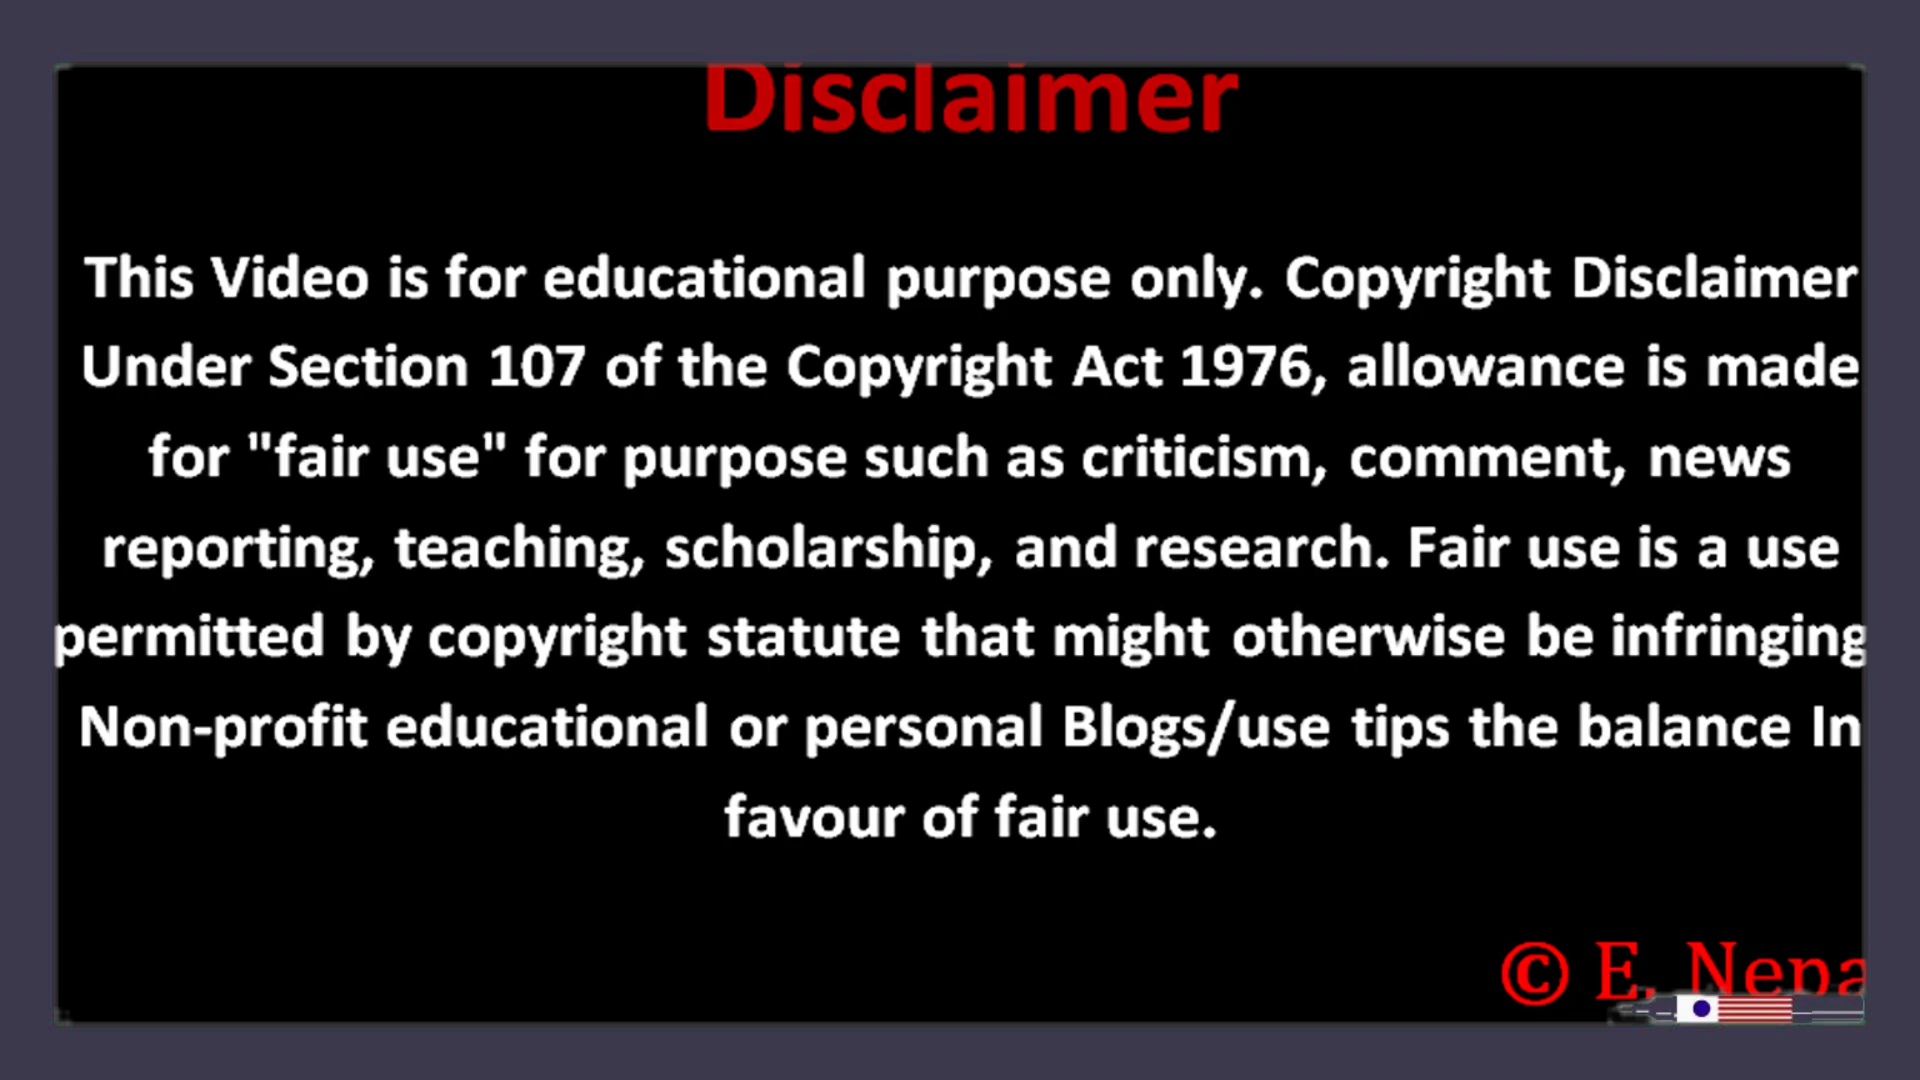 Disclaimer
This Video is for educational purpose only. Copyright Disclaimer
Under Section 107 of the Copyright Act 1976, allowance is made
for "fair use" for purpose such as criticism, comment, news
reporting, teaching, scholarship, and research. Fair use is a use
permitted by copyright statute that might otherwise be infringing
Non-profit educational or personal Blogs/use tips the balance In
favour of fair use.
© E. Nepa